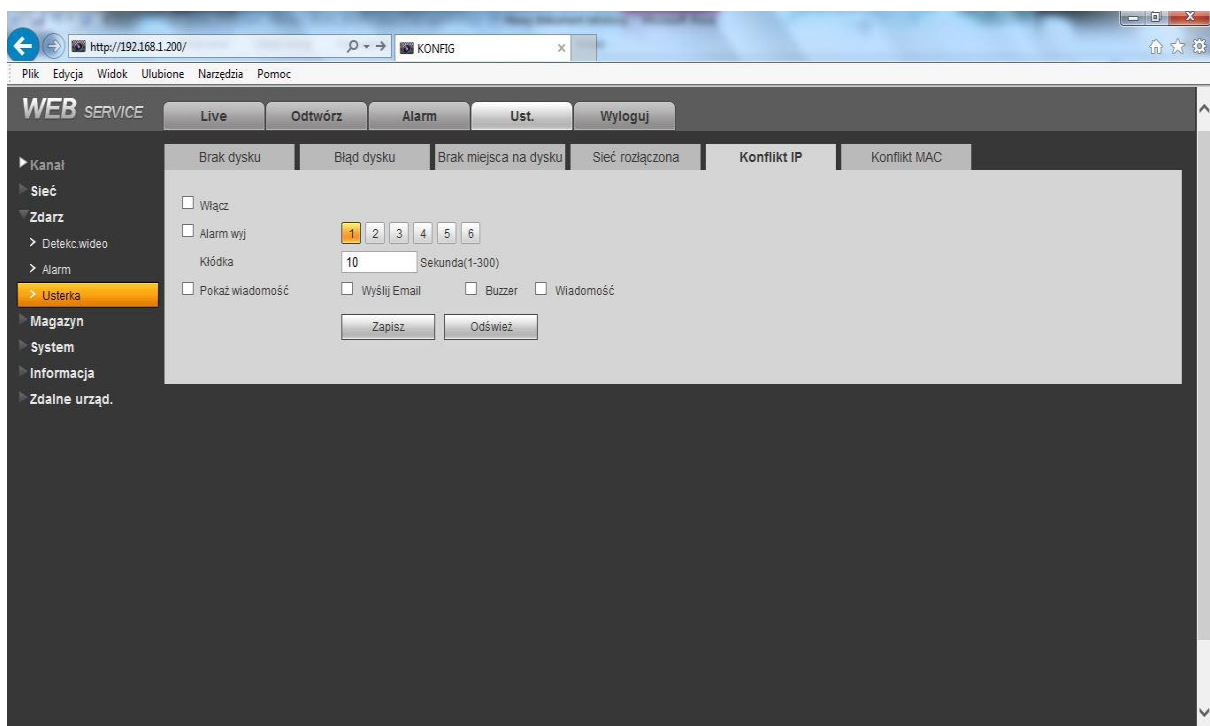 http://192.168.1.200/
KONFIG
Plik Edycja Widok Ulubione Narzędzia Pomoc
WEB SERVICE
Live Odtwórz Alarm Ust. Wyloguj
Brak dysku Błąd dysku Brak miejsca na dysku Sieć rozłączona Konflikt IP Konflikt MAC
Kanał
Sieć
Zdarz
Detekc.wideo
Alarm
Usterka
Magazyn
System
Informacja
Zdalne urząd.
Włącz
Alarm wyj 1 2 3 4 5 6
Kłódka 10 Sekunda(1-300)
Pokaż wiadomość Wyślij Email Buzzer Wiadomość
Zapisz Odśwież